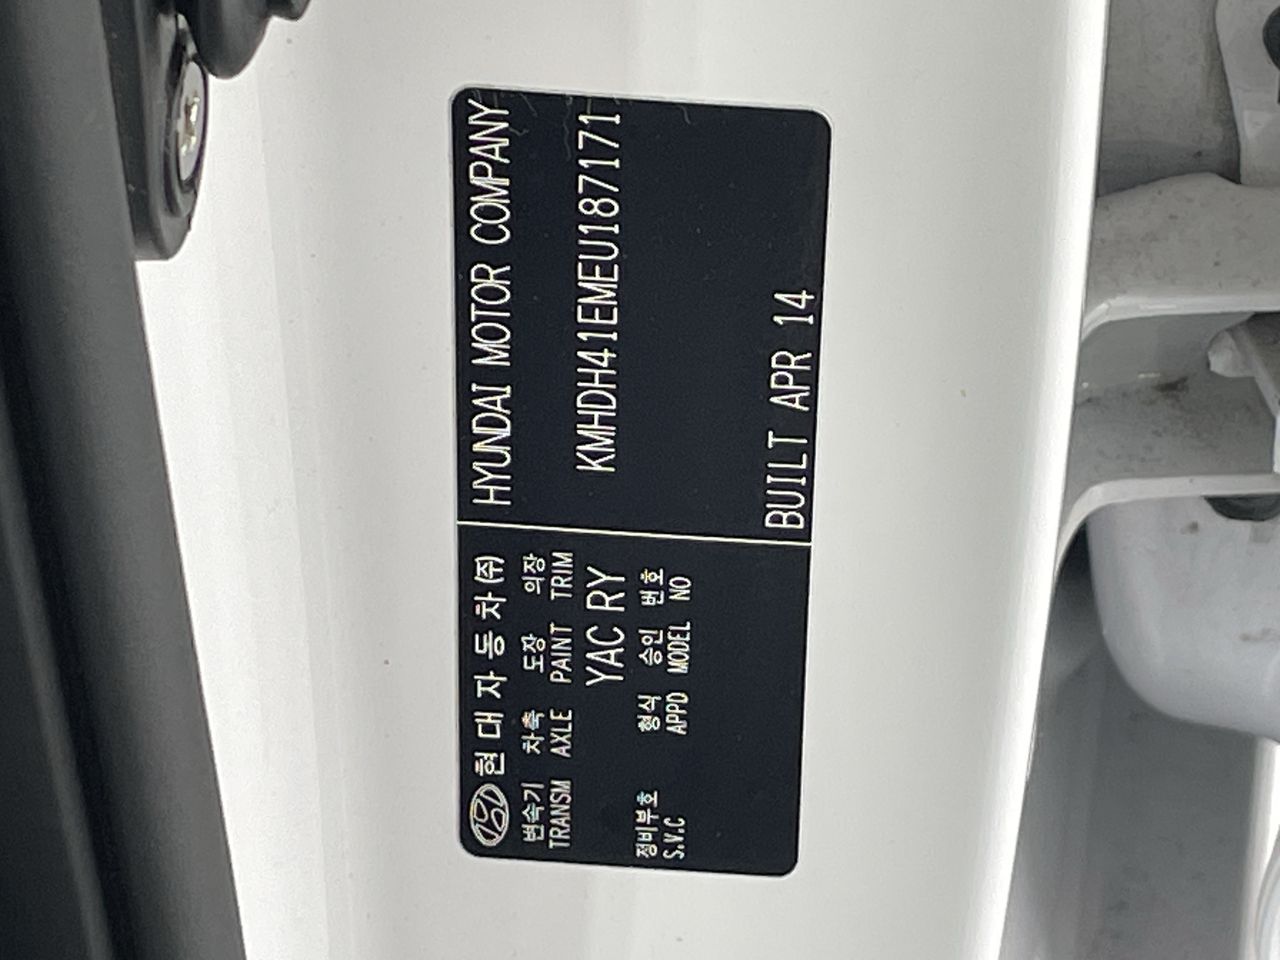 현대자동차(주)
변속기 차축 도장 의장
TRANSM AXLE PAINT TRIM
YAC RY
정비부호 형식 승인 번호
S.V.C APPD MODEL NO
HYUNDAI MOTOR COMPANY
KMHDH41EMEU187171
BUILT APR 14